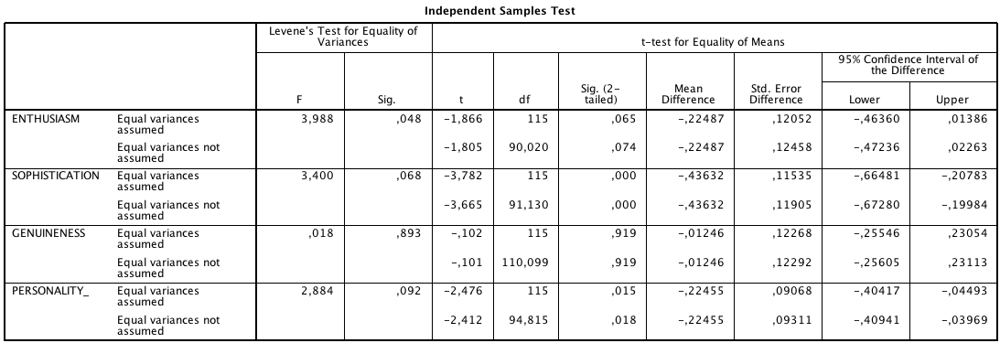 Independent Samples Test
Levene's Test for Equality of Variances t-test for Equality of Means
95% Confidence Interval of the Difference
F Sig. t df Sig. (2-tailed) Mean Difference Std. Error Difference Lower Upper
ENTHUSIASM Equal variances assumed 3,988 ,048 -1,866 115 ,065 -,22487 ,12052 -,46360 ,01386
Equal variances not assumed -1,805 90,020 ,074 -,22487 ,12458 -,47236 ,02263
SOPHISTICATION Equal variances assumed 3,400 ,068 -3,782 115 ,000 -,43632 ,11535 -,66481 -,20783
Equal variances not assumed -3,665 91,130 ,000 -,43632 ,11905 -,67280 -,19984
GENUINENESS Equal variances assumed ,018 ,893 -,102 115 ,919 -,01246 ,12268 -,25546 ,23054
Equal variances not assumed -,101 110,099 ,919 -,01246 ,12292 -,25605 ,23113
PERSONALITY_ Equal variances assumed 2,884 ,092 -2,476 115 ,015 -,22455 ,09068 -,40417 -,04493
Equal variances not assumed -2,412 94,815 ,018 -,22455 ,09311 -,40941 -,03969